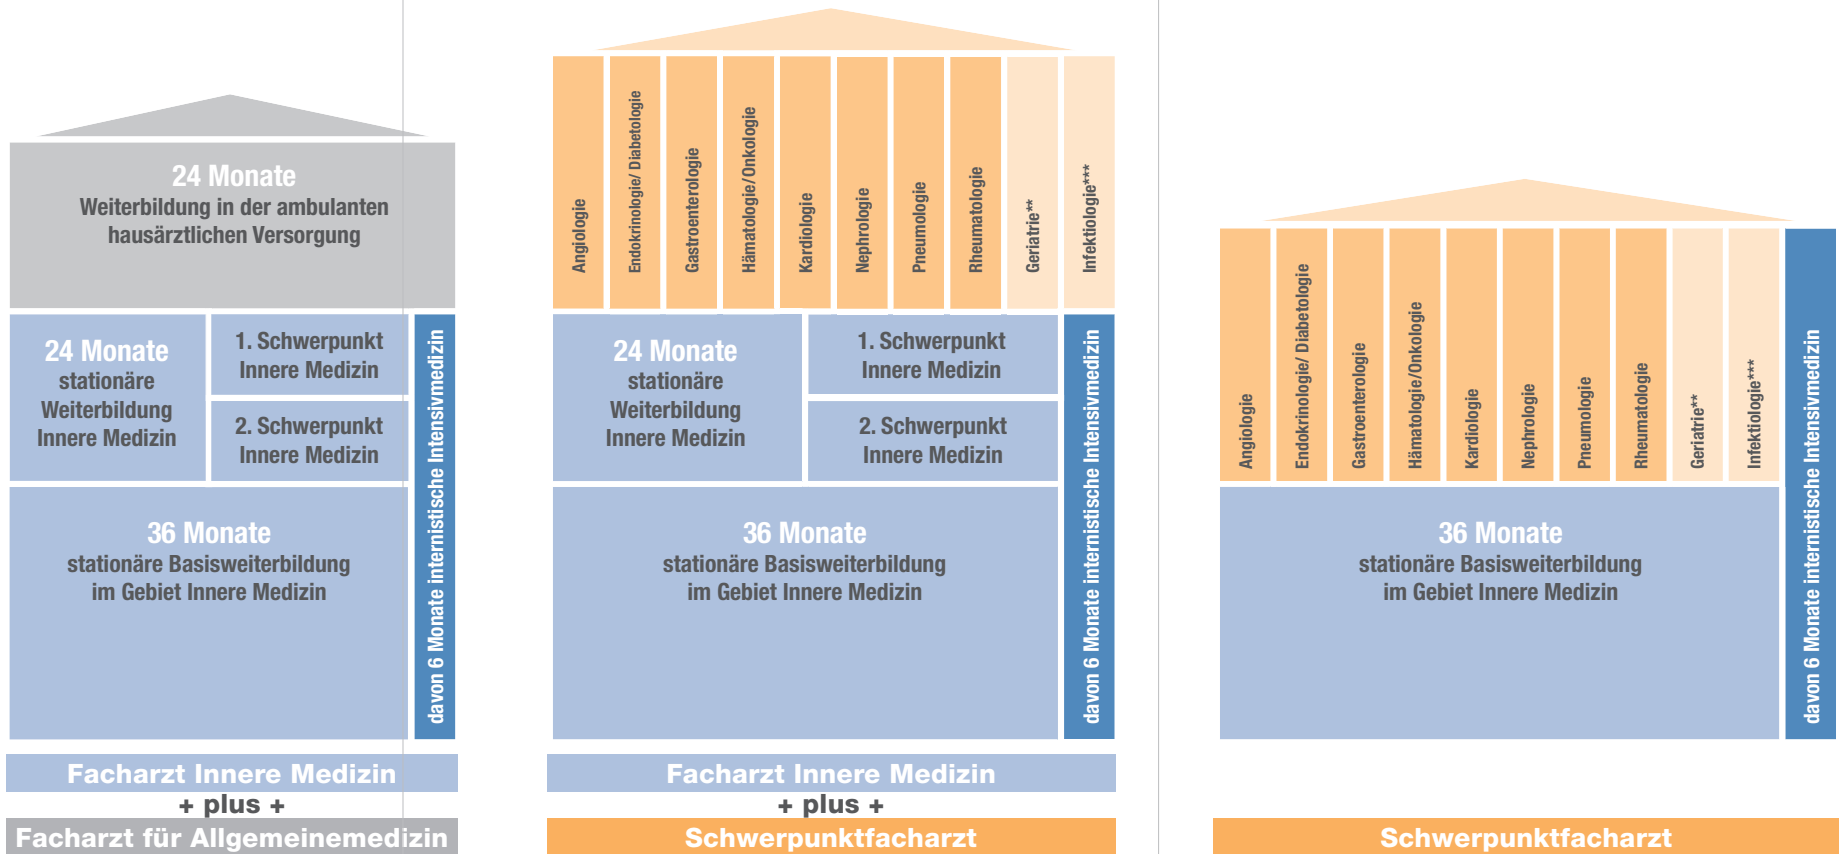 24 Monate
Weiterbildung in der ambulanten
hausärztlichen Versorgung
24 Monate
stationäre
Weiterbildung
Innere Medizin
1. Schwerpunkt
Innere Medizin
2. Schwerpunkt
Innere Medizin
36 Monate
stationäre Basisweiterbildung
im Gebiet Innere Medizin
davon 6 Monate internistische Intensivmedizin
Facharzt Innere Medizin
+ plus +
Facharzt für Allgemeinemedizin
Angiologie
Endokrinologie/ Diabetologie
Gastroenterologie
Hämatologie/Onkologie
Kardiologie
Nephrologie
Pneumologie
Rheumatologie
Geriatrie**
Infektiologie***
24 Monate
stationäre
Weiterbildung
Innere Medizin
1. Schwerpunkt
Innere Medizin
2. Schwerpunkt
Innere Medizin
36 Monate
stationäre Basisweiterbildung
im Gebiet Innere Medizin
davon 6 Monate internistische Intensivmedizin
Facharzt Innere Medizin
+ plus +
Schwerpunktfacharzt
Angiologie
Endokrinologie/ Diabetologie
Gastroenterologie
Hämatologie/Onkologie
Kardiologie
Nephrologie
Pneumologie
Rheumatologie
Geriatrie**
Infektiologie***
36 Monate
stationäre Basisweiterbildung
im Gebiet Innere Medizin
davon 6 Monate internistische Intensivmedizin
Schwerpunktfacharzt